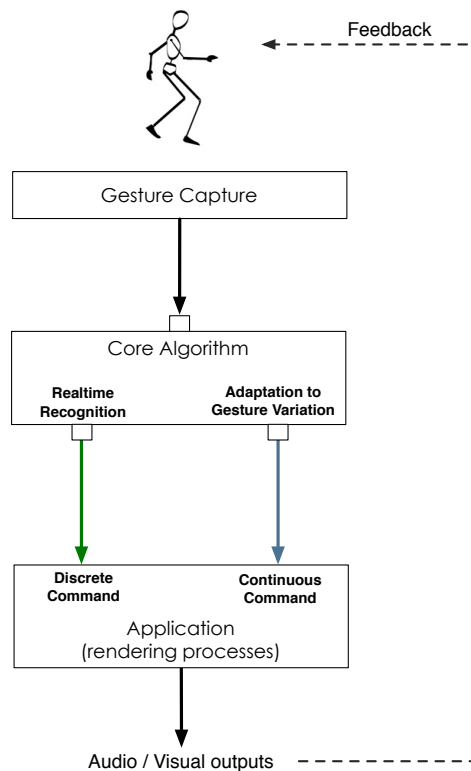 Feedback
Gesture Capture
Core Algorithm
Realtime
Recognition
Adaptation to
Gesture Variation
Discrete
Command
Continuous
Command
Application
(rendering processes)
Audio / Visual outputs